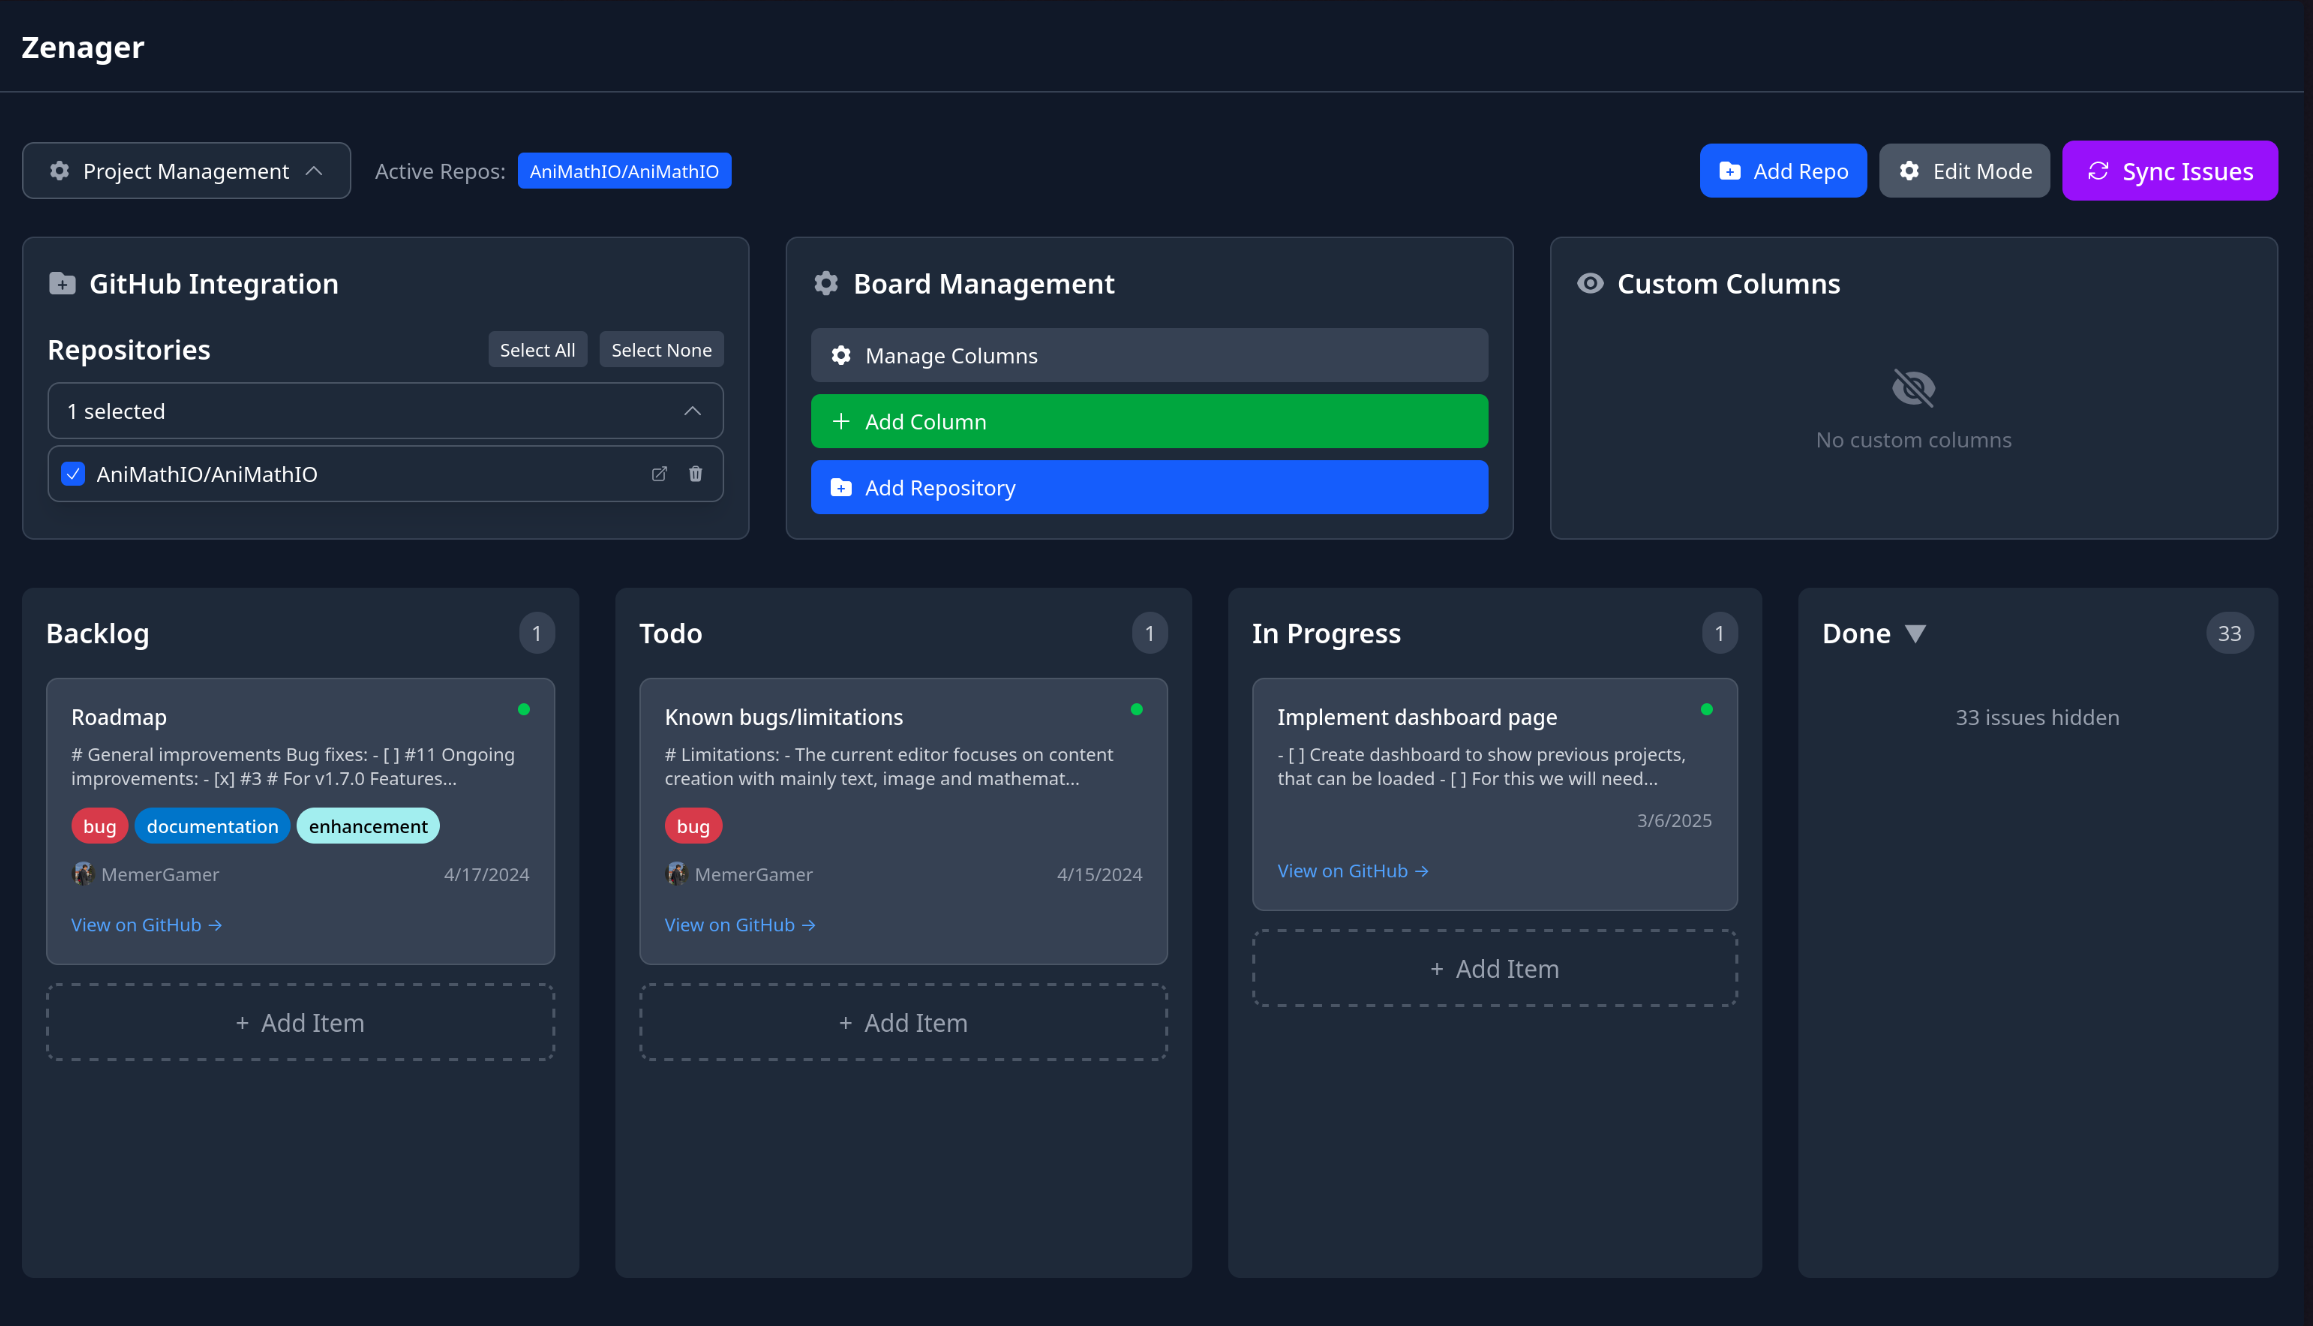 Zenager
Project Management
Active Repos: AniMathIO/AniMathIO
Add Repo
Edit Mode
Sync Issues
GitHub Integration
Repositories
Select All
Select None
1 selected
AniMathIO/AniMathIO
Board Management
Manage Columns
+ Add Column
Add Repository
Custom Columns
No custom columns
Backlog
1
Roadmap
# General improvements Bug fixes: - [ ] #11 Ongoing
improvements: - [x] #3 # For v1.7.0 Features...
bug documentation enhancement
MemerGamer 4/17/2024
View on GitHub →
+ Add Item
Todo
1
Known bugs/limitations
# Limitations: - The current editor focuses on content
creation with mainly text, image and mathemat...
bug
MemerGamer 4/15/2024
View on GitHub →
+ Add Item
In Progress
1
Implement dashboard page
- [ ] Create dashboard to show previous projects,
that can be loaded - [ ] For this we will need...
3/6/2025
View on GitHub →
+ Add Item
Done ▼
33
33 issues hidden